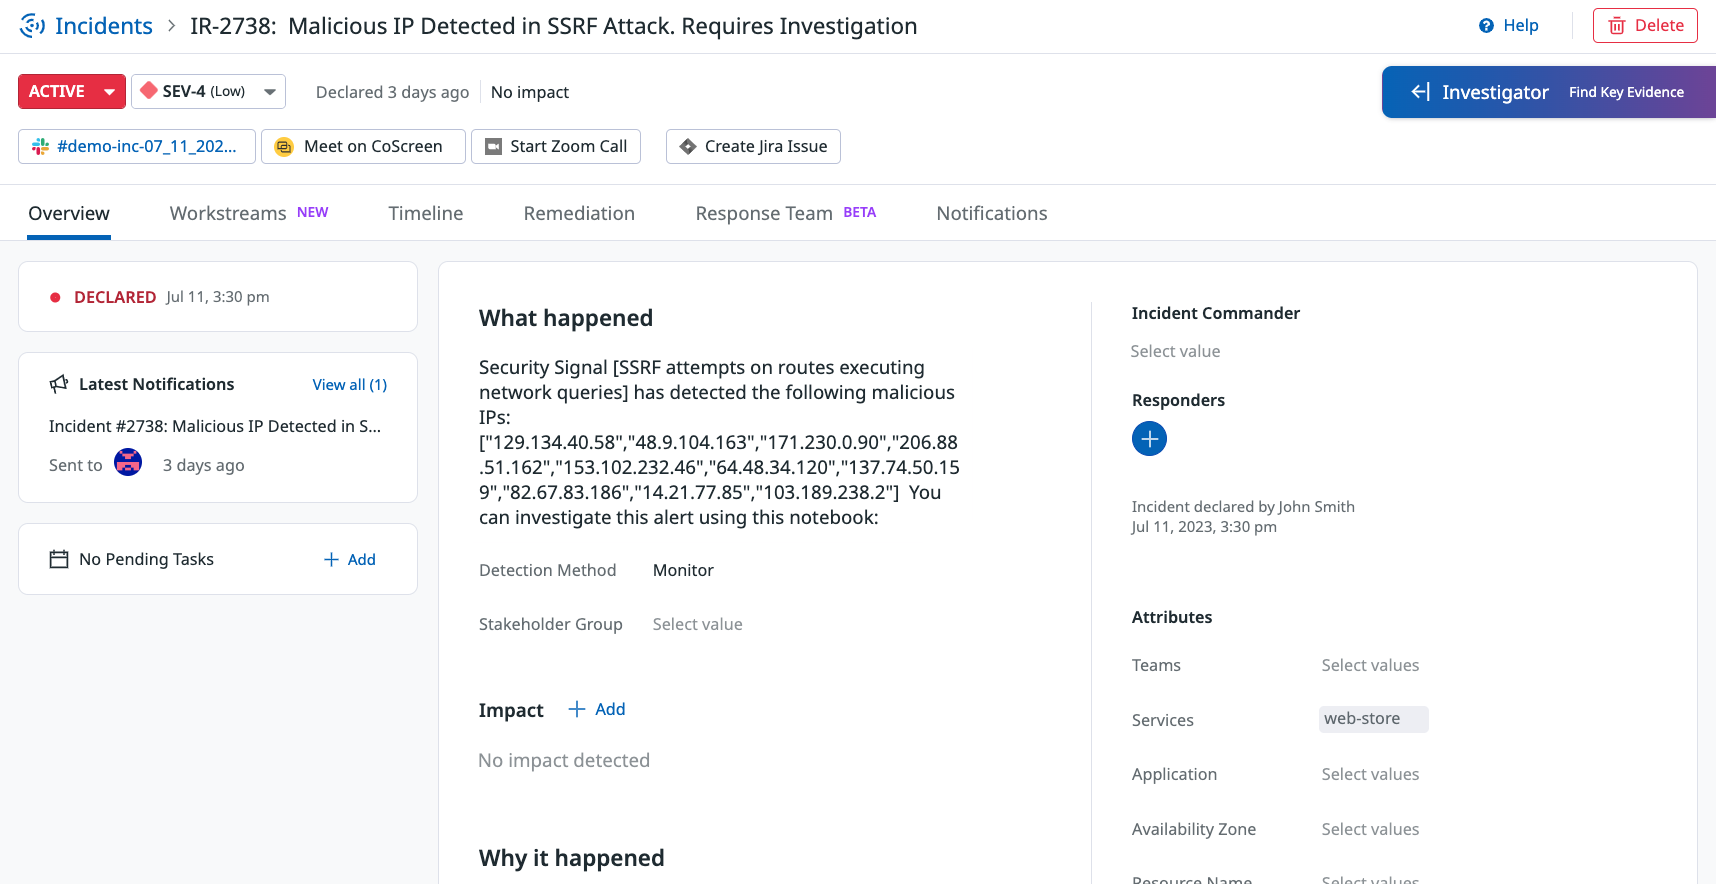 Incidents > IR-2738: Malicious IP Detected in SSRF Attack. Requires Investigation
Help
Delete
ACTIVE
SEV-4 (Low)
Declared 3 days ago
No impact
Investigator Find Key Evidence
#demo-inc-07_11_202...
Meet on CoScreen
Start Zoom Call
Create Jira Issue
Overview
Workstreams NEW
Timeline
Remediation
Response Team BETA
Notifications
DECLARED Jul 11, 3:30 pm
Latest Notifications
View all (1)
Incident #2738: Malicious IP Detected in S...
Sent to
3 days ago
No Pending Tasks
Add
What happened
Security Signal [SSRF attempts on routes executing
network queries] has detected the following malicious
IPs:
["129.134.40.58","48.9.104.163","171.230.0.90","206.88
.51.162","153.102.232.46","64.48.34.120","137.74.50.15
9","82.67.83.186","14.21.77.85","103.189.238.2"] You
can investigate this alert using this notebook:
Detection Method Monitor
Stakeholder Group Select value
Impact
Add
No impact detected
Why it happened
Incident Commander
Select value
Responders
Incident declared by John Smith
Jul 11, 2023, 3:30 pm
Attributes
Teams Select values
Services web-store
Application Select values
Availability Zone Select values
Resource Name Select values